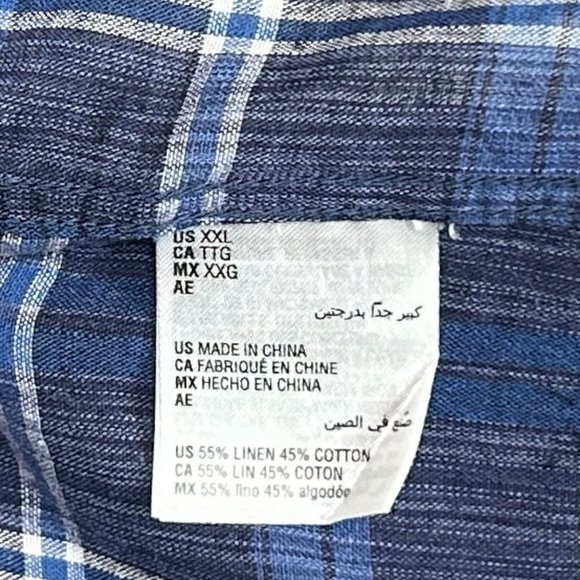 US XXL
CA TTG
MX XXG
AE
كبير جداً بدرجتين
US MADE IN CHINA
CA FABRIQUÉ EN CHINE
MX HECHO EN CHINA
AE
صُنع في الصين
US 55% LINEN 45% COTTON
CA 55% LIN 45% COTON
MX 55% lino 45% algodóe